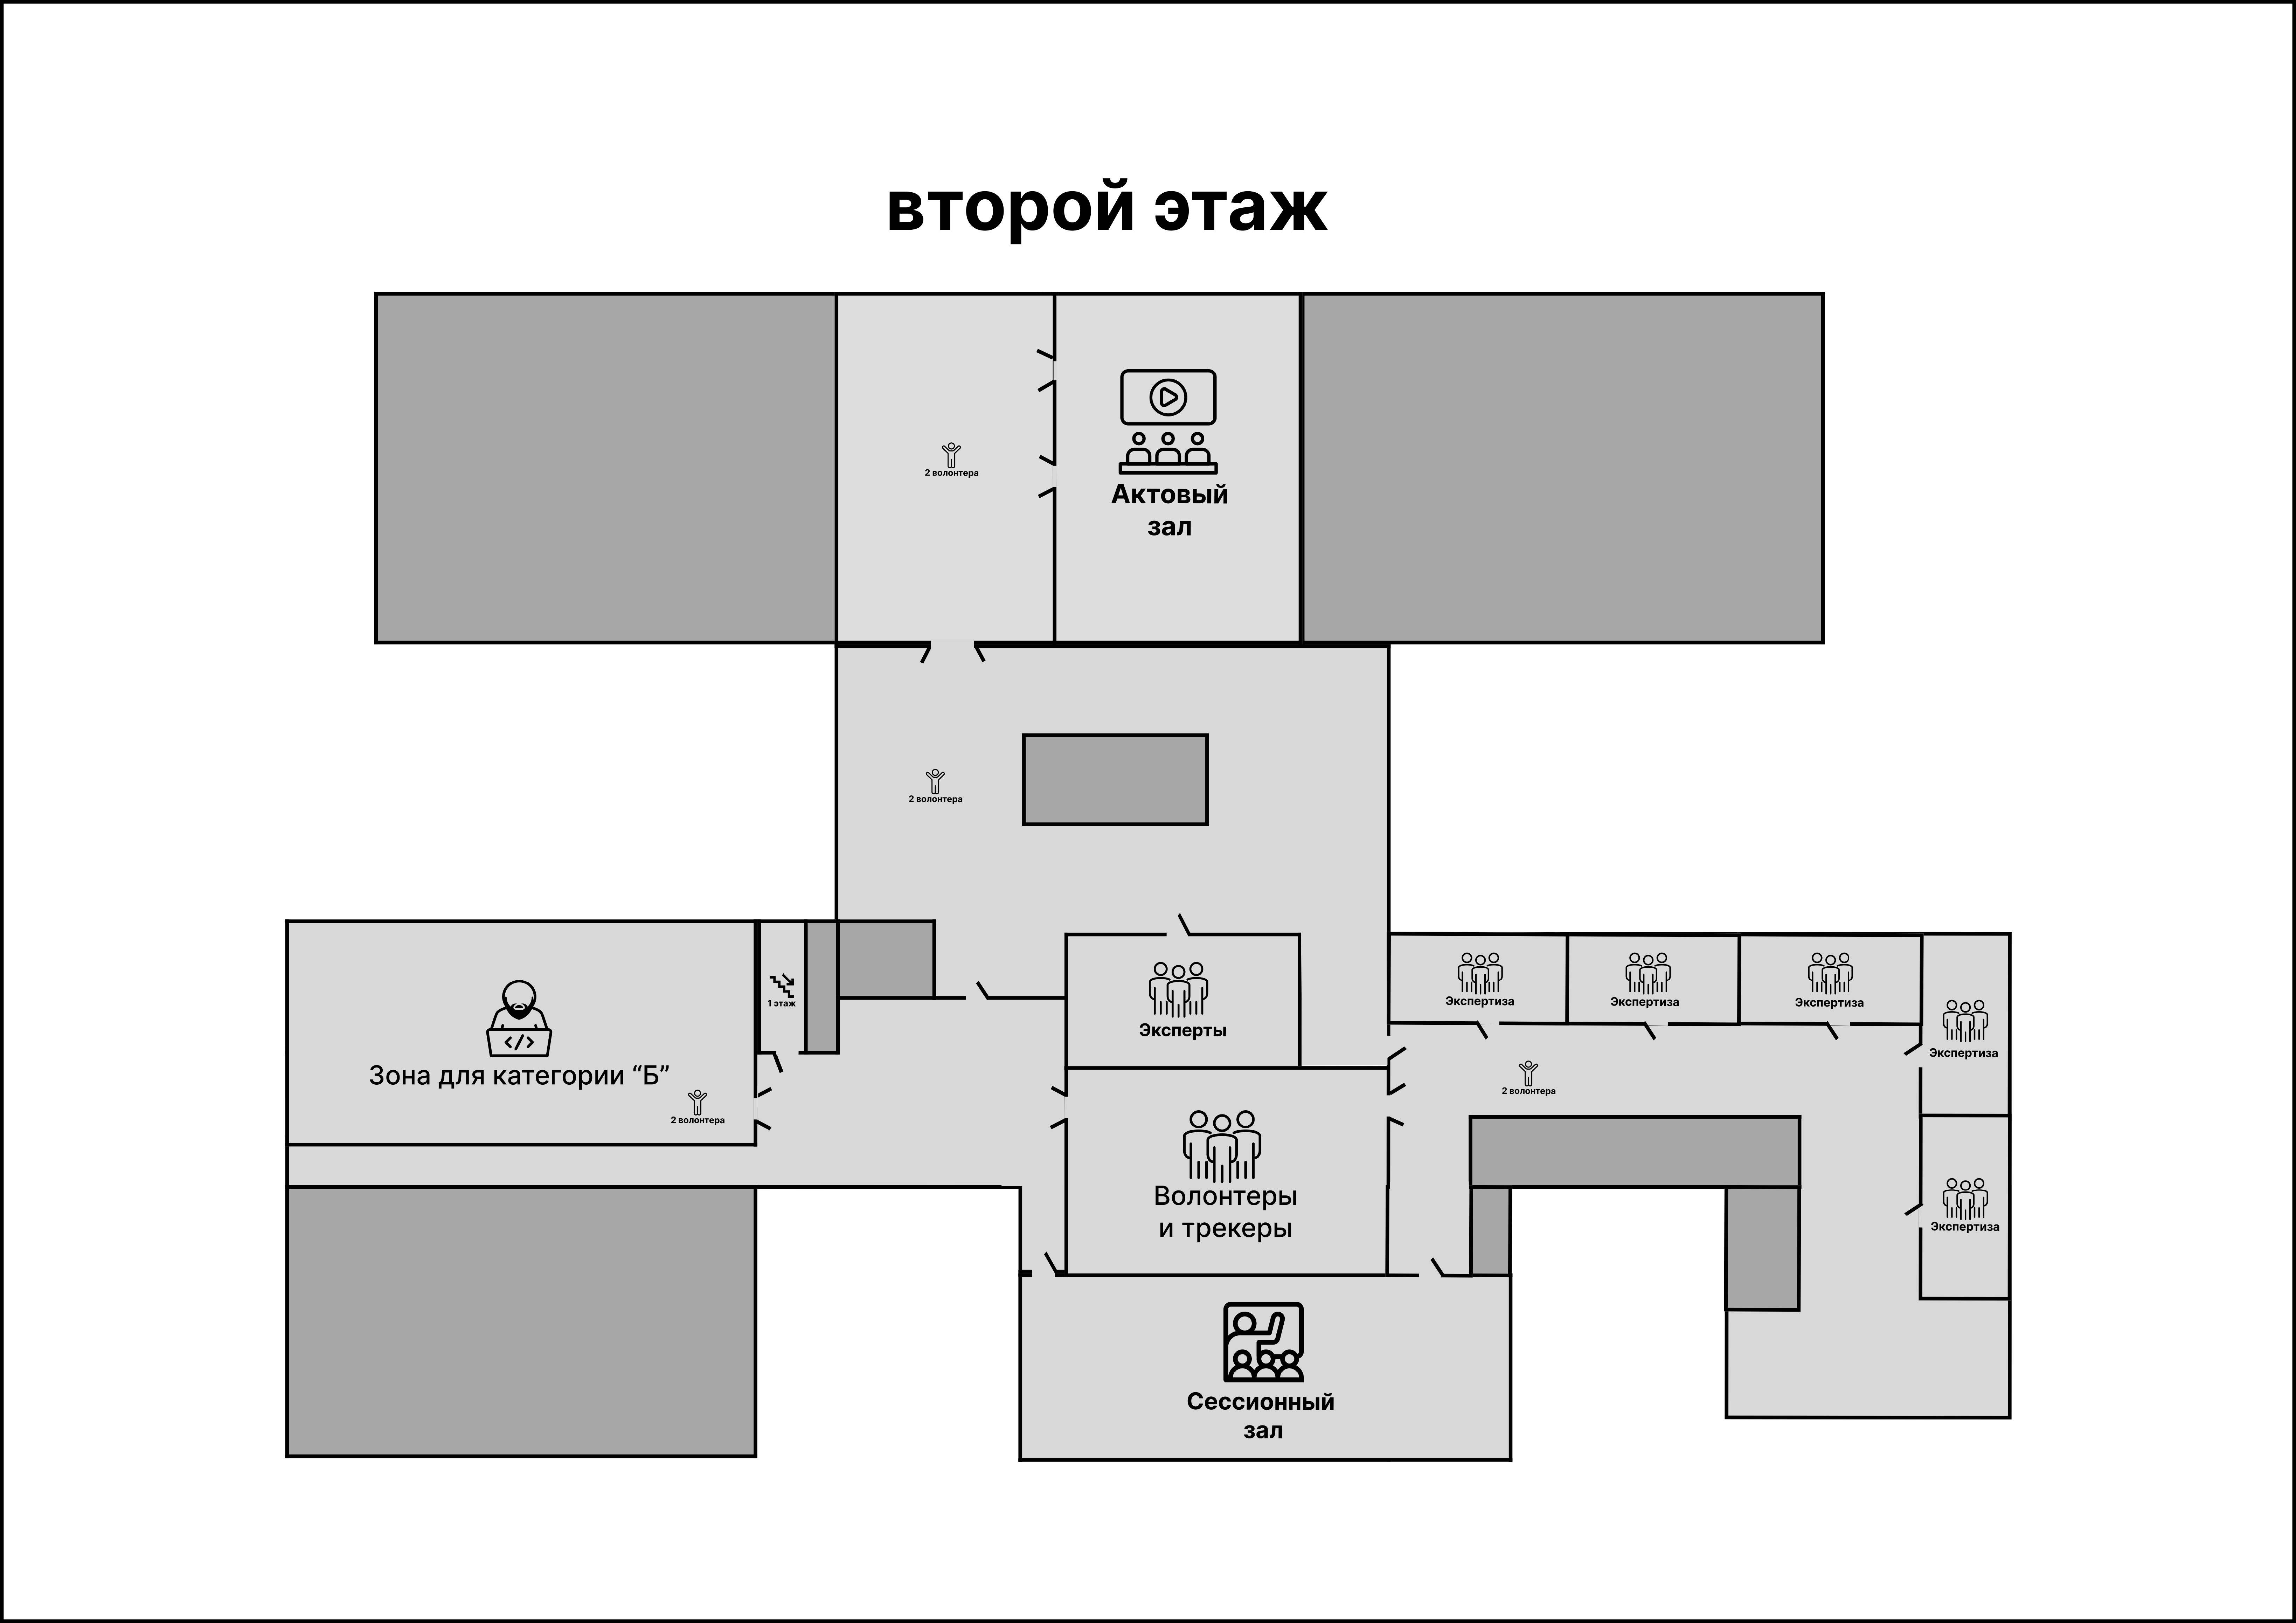 второй этаж
2 волонтера
Актовый
зал
2 волонтера
Эксперты
Экспертиза
Экспертиза
Экспертиза
1 этаж
Экспертиза
Зона для категории “Б”
2 волонтера
2 волонтера
Волонтеры
и трекеры
Экспертиза
Сессионный
зал